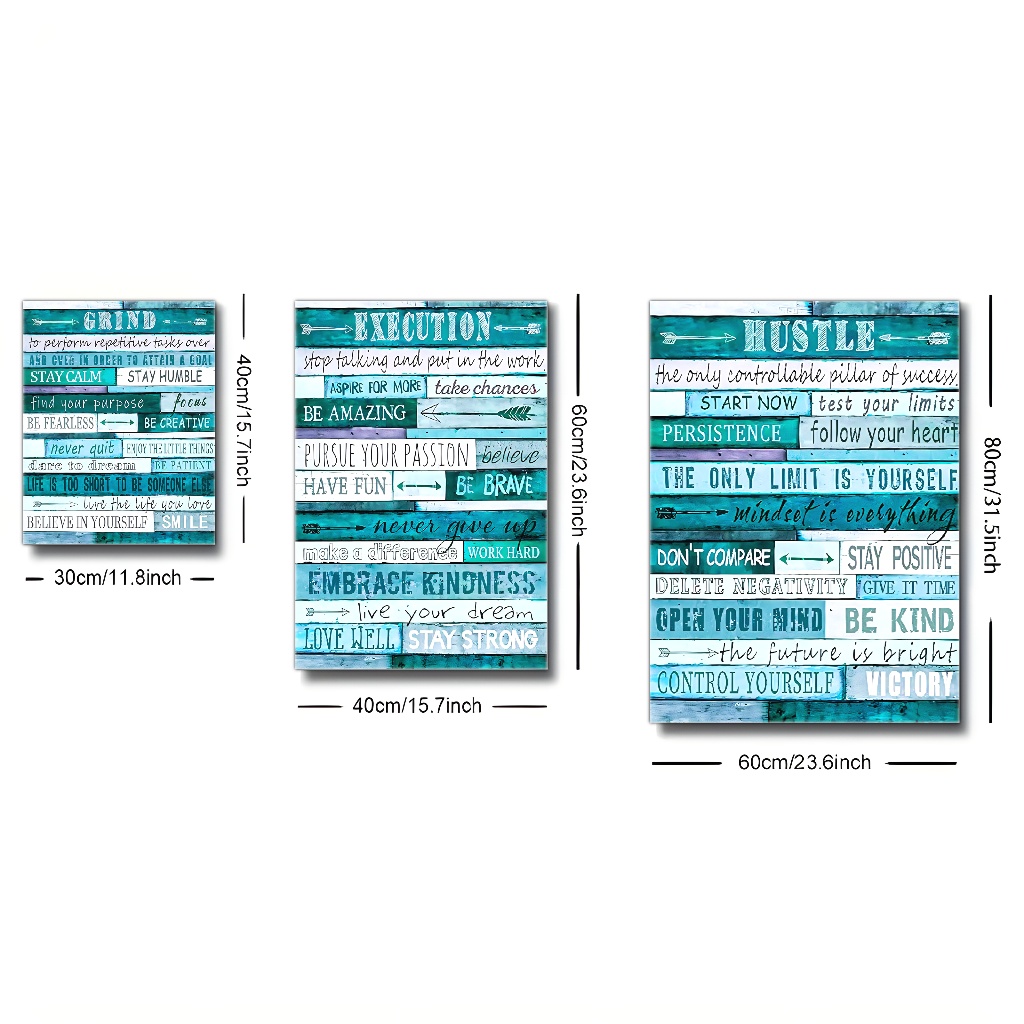 GRIND
to perform repetitive tasks over
AND OVER IN ORDER TO ATTAIN A GOAL
STAY CALM STAY HUMBLE
find your purpose focus
BE FEARLESS BE CREATIVE
never quit ENJOY THE LITTLE THINGS
dare to dream BE PATIENT
LIFE IS TOO SHORT TO BE SOMEONE ELSE
live the life you love
BELIEVE IN YOURSELF SMILE
40cm/15.7inch
30cm/11.8inch
EXECUTION
stop talking and put in the work
ASPIRE FOR MORE take chances
BE AMAZING
PURSUE YOUR PASSION believe
HAVE FUN BE BRAVE
never give up
make a difference WORK HARD
EMBRACE KINDNESS
live your dream
LOVE WELL STAY STRONG
60cm/23.6inch
40cm/15.7inch
HUSTLE
the only controllable pillar of success
START NOW test your limits
PERSISTENCE follow your heart
THE ONLY LIMIT IS YOURSELF
mindset is everything
DON'T COMPARE STAY POSITIVE
DELETE NEGATIVITY GIVE IT TIME
OPEN YOUR MIND BE KIND
the future is bright
CONTROL YOURSELF VICTORY
80cm/31.5inch
60cm/23.6inch